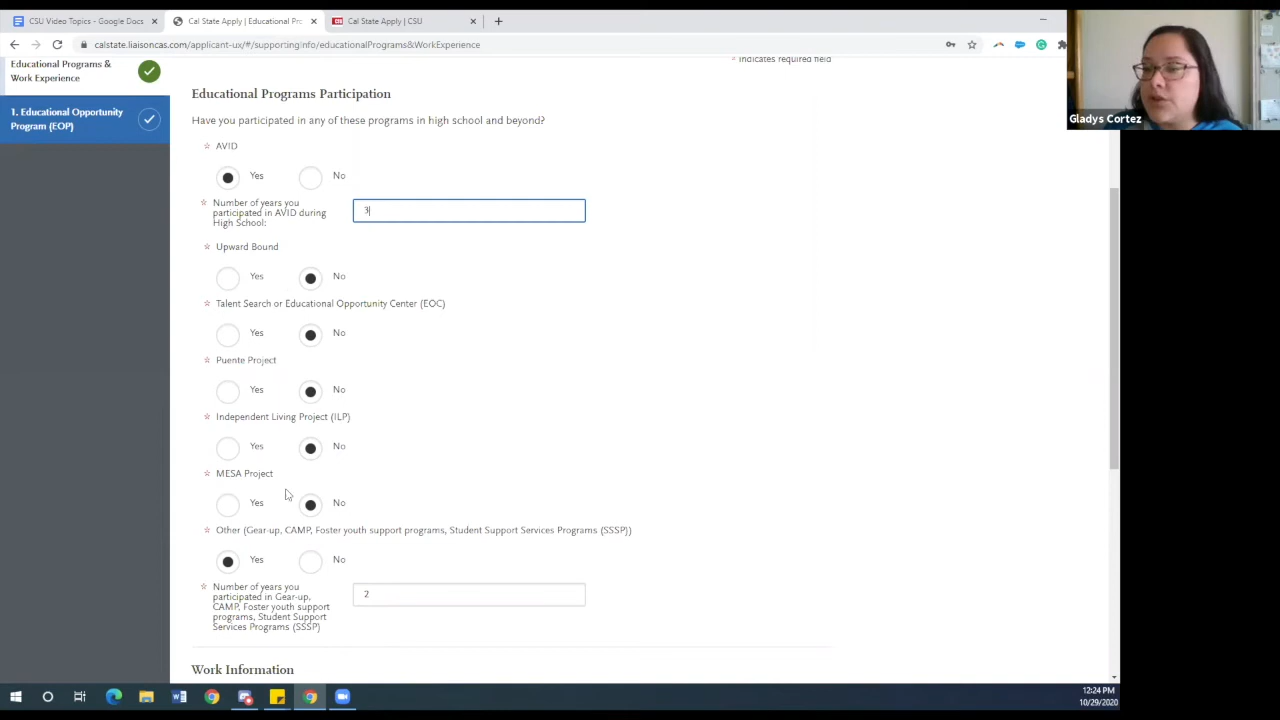 CSU Video Topics - Google Docs
Cal State Apply | Educational Pro
Cal State Apply | CSU
calstate.liaisoncas.com/applicant-ux/#/supportingInfo/educationalPrograms&WorkExperience
Educational Programs &
Work Experience
1. Educational Opportunity
Program (EOP)
Gladys Cortez
Indicates required field
Educational Programs Participation
Have you participated in any of these programs in high school and beyond?
AVID
Yes No
Number of years you
participated in AVID during
High School:
3
Upward Bound
Yes No
Talent Search or Educational Opportunity Center (EOC)
Yes No
Puente Project
Yes No
Independent Living Project (ILP)
Yes No
MESA Project
Yes No
Other (Gear-up, CAMP, Foster youth support programs, Student Support Services Programs (SSSP))
Yes No
Number of years you
participated in Gear-up,
CAMP, Foster youth support
programs, Student Support
Services Programs (SSSP)
2
Work Information
12:24 PM
10/29/2020